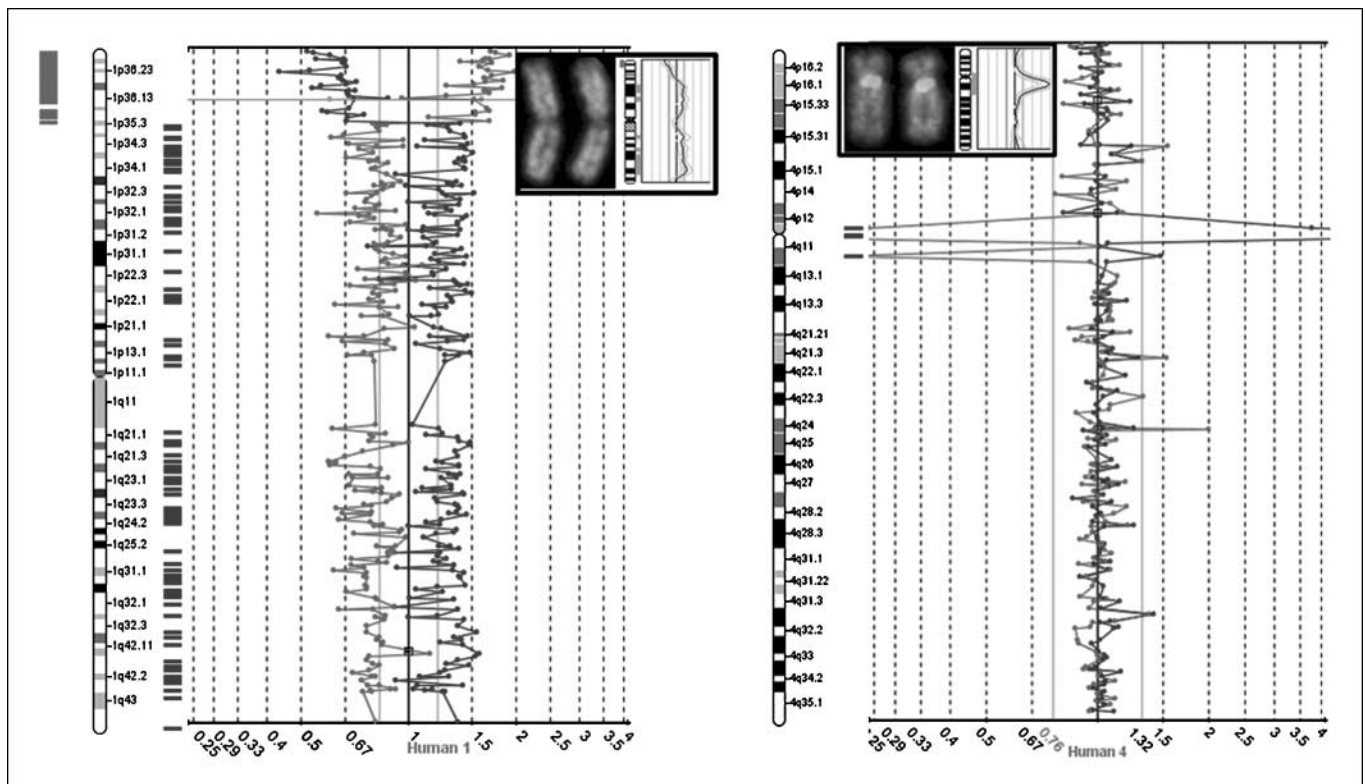 1p36.23
1p36.13
1p35.3
1p34.3
1p34.1
1p32.3
1p32.1
1p31.2
1p31.1
1p22.3
1p22.1
1p21.1
1p13.1
1p11.1
1q11
1q21.1
1q21.3
1q23.1
1q23.3
1q24.2
1q25.2
1q31.1
1q32.1
1q32.3
1q42.11
1q42.2
1q43
0.25 0.29 0.33 0.4 0.5 0.67 1 1.5 2 2.5 3 3.5 4
Human 1
4p16.2
4p16.1
4p15.33
4p15.31
4p15.1
4p14
4p12
4q11
4q13.1
4q13.3
4q21.21
4q21.3
4q22.1
4q22.3
4q24
4q25
4q26
4q27
4q28.2
4q28.3
4q31.1
4q31.22
4q31.3
4q32.2
4q33
4q34.2
4q35.1
25 0.29 0.33 0.4 0.5 0.67 0.76 1.32 1.5 2 2.5 3 3.5 4
Human 4